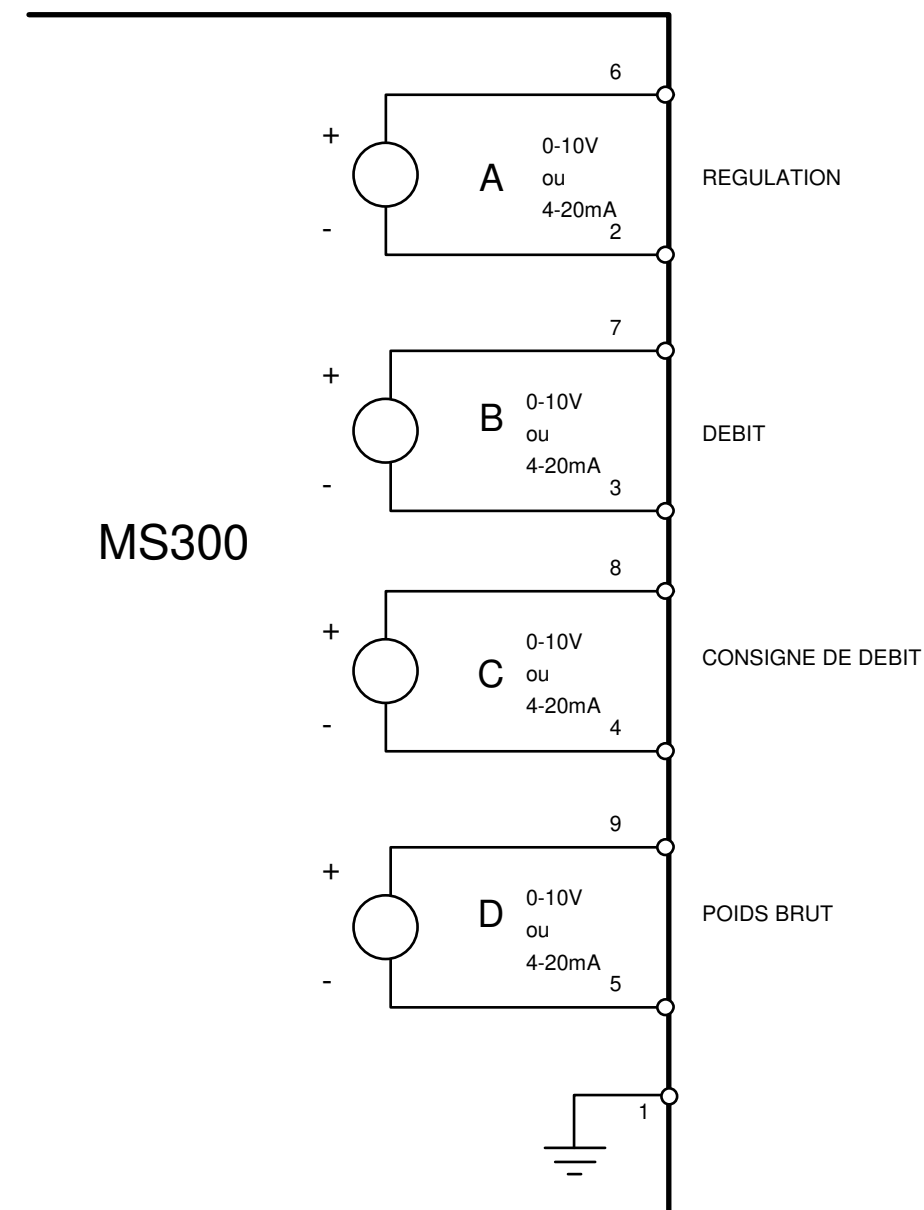 6
+
A
0-10V
ou
4-20mA
REGULATION
-
2
7
+
B
0-10V
ou
4-20mA
DEBIT
-
3
MS300
8
+
C
0-10V
ou
4-20mA
CONSIGNE DE DEBIT
-
4
9
+
D
0-10V
ou
4-20mA
POIDS BRUT
-
5
1